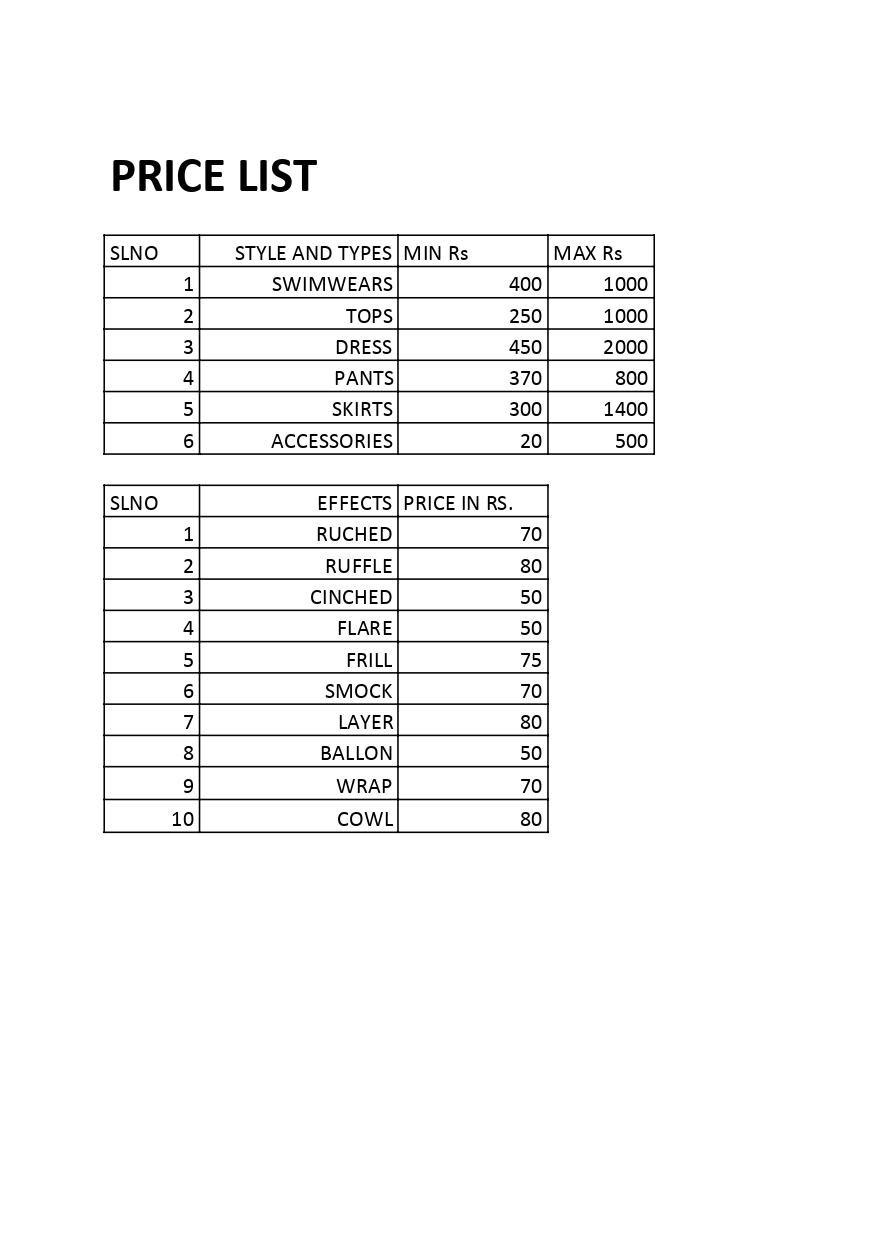 PRICE LIST
SLNO STYLE AND TYPES MIN Rs MAX Rs
1 SWIMWEARS 400 1000
2 TOPS 250 1000
3 DRESS 450 2000
4 PANTS 370 800
5 SKIRTS 300 1400
6 ACCESSORIES 20 500
SLNO EFFECTS PRICE IN RS.
1 RUCHED 70
2 RUFFLE 80
3 CINCHED 50
4 FLARE 50
5 FRILL 75
6 SMOCK 70
7 LAYER 80
8 BALLON 50
9 WRAP 70
10 COWL 80